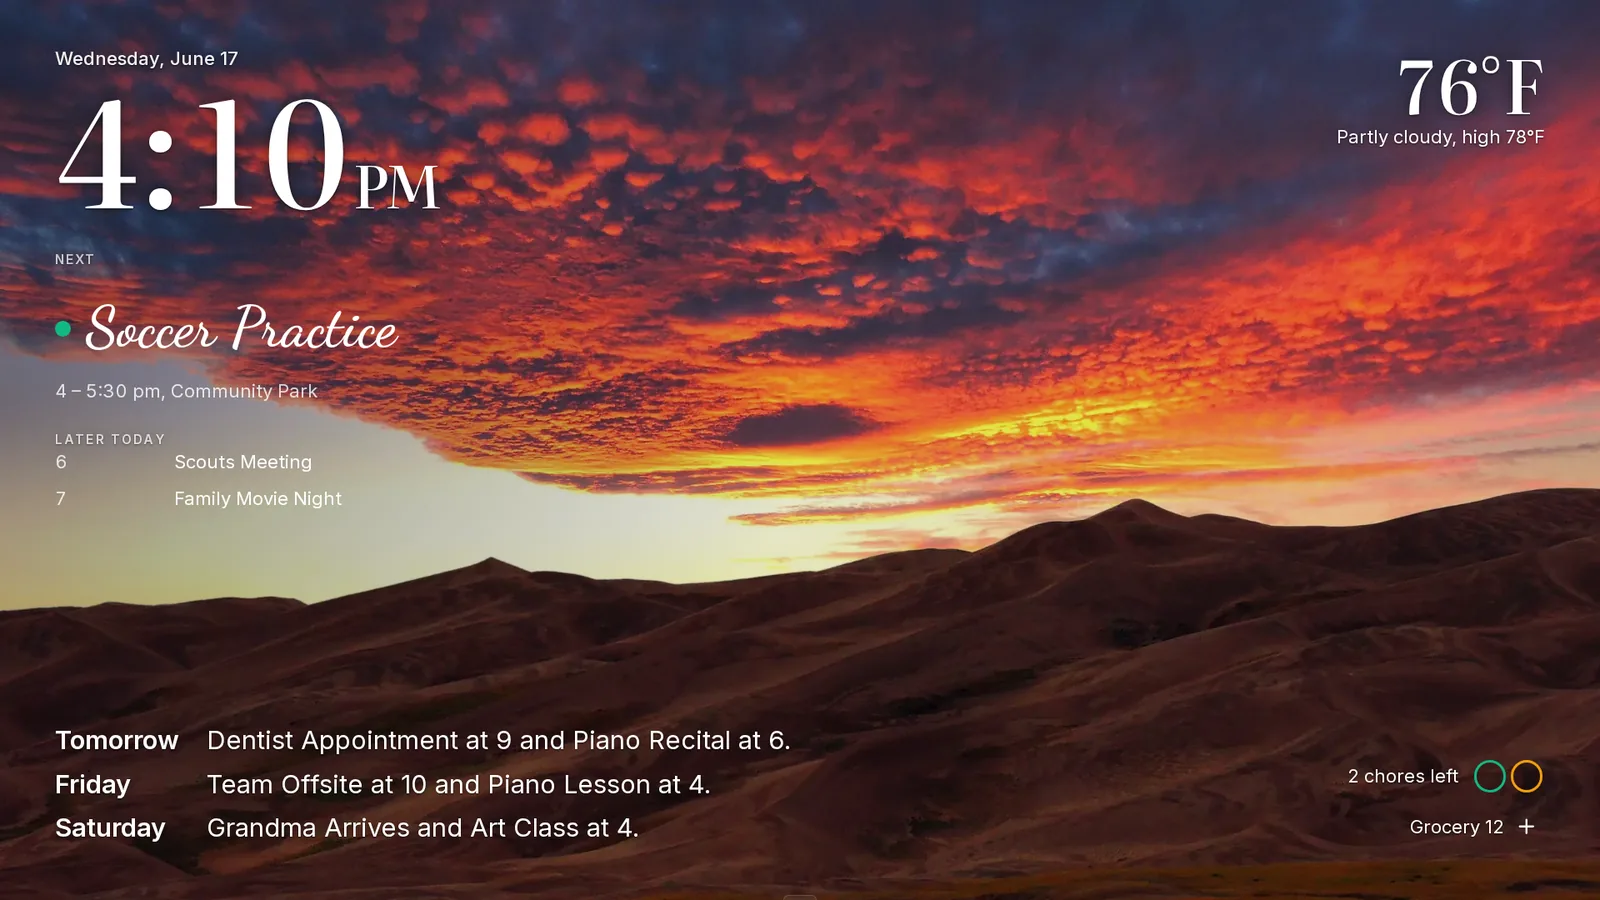 Wednesday, June 17
4:10 PM
76°F
Partly cloudy, high 78°F
NEXT
Soccer Practice
4 – 5:30 pm, Community Park
LATER TODAY
6 Scouts Meeting
7 Family Movie Night
Tomorrow Dentist Appointment at 9 and Piano Recital at 6.
Friday Team Offsite at 10 and Piano Lesson at 4.
Saturday Grandma Arrives and Art Class at 4.
2 chores left
Grocery 12 +